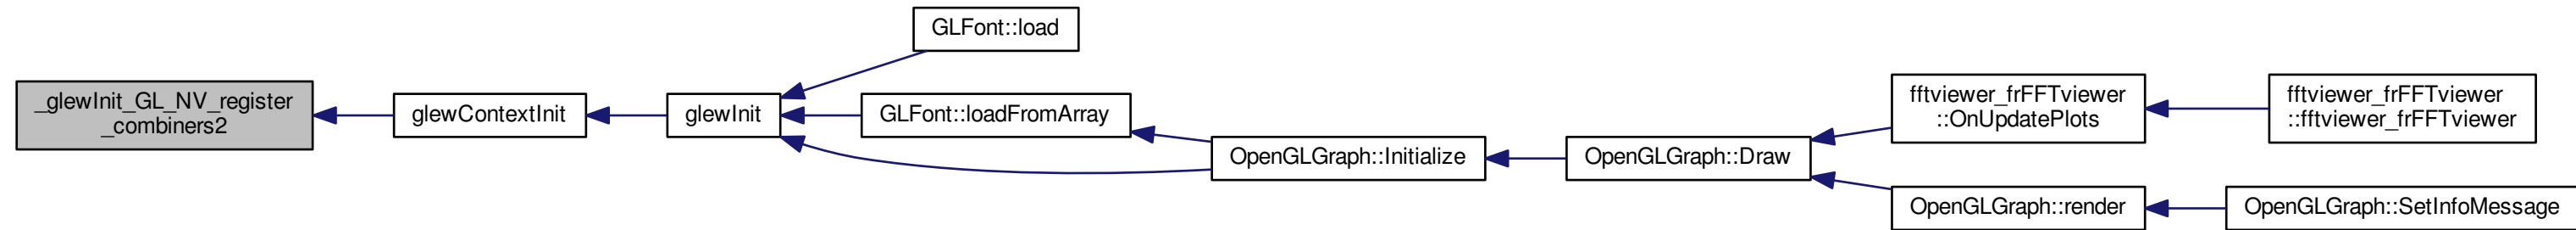 _glewInit_GL_NV_register
_combiners2
glewContextInit
glewInit
GLFont::load
GLFont::loadFromArray
OpenGLGraph::Initialize
OpenGLGraph::Draw
fftviewer_frFFTviewer
::OnUpdatePlots
fftviewer_frFFTviewer
::fftviewer_frFFTviewer
OpenGLGraph::render
OpenGLGraph::SetInfoMessage